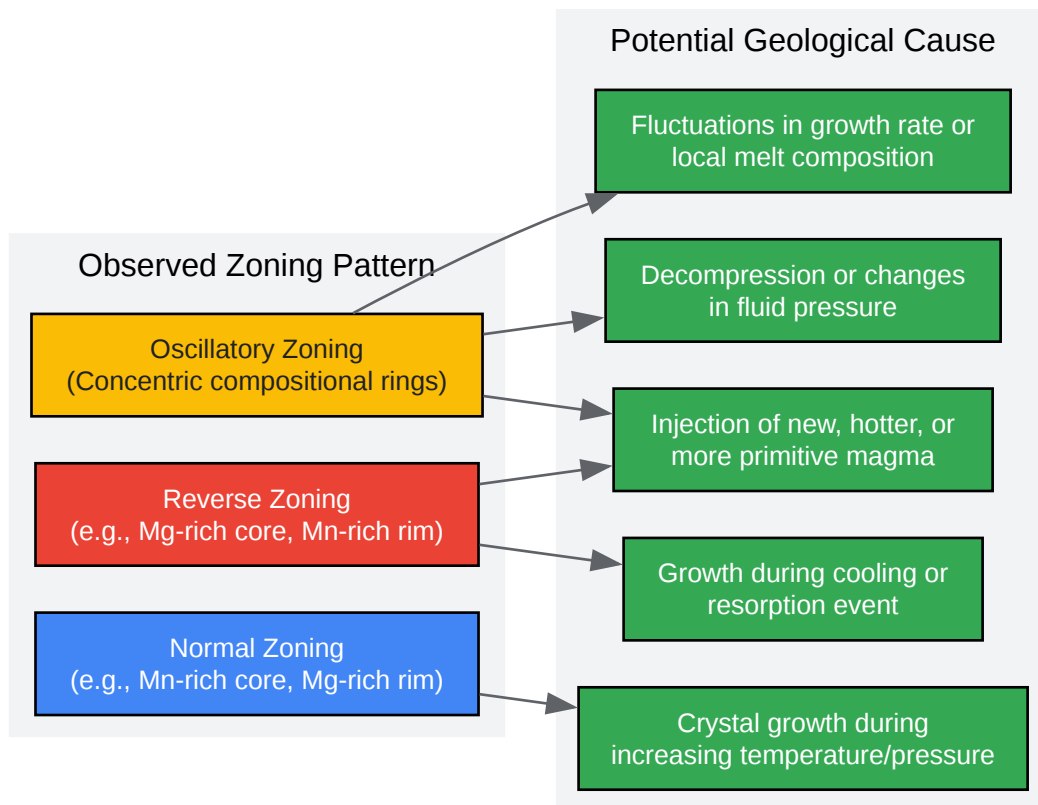 Potential Geological Cause
Fluctuations in growth rate or
local melt composition
Decompression or changes
in fluid pressure
Injection of new, hotter, or
more primitive magma
Growth during cooling or
resorption event
Crystal growth during
increasing temperature/pressure
Observed Zoning Pattern
Oscillatory Zoning
(Concentric compositional rings)
Reverse Zoning
(e.g., Mg-rich core, Mn-rich rim)
Normal Zoning
(e.g., Mn-rich core, Mg-rich rim)